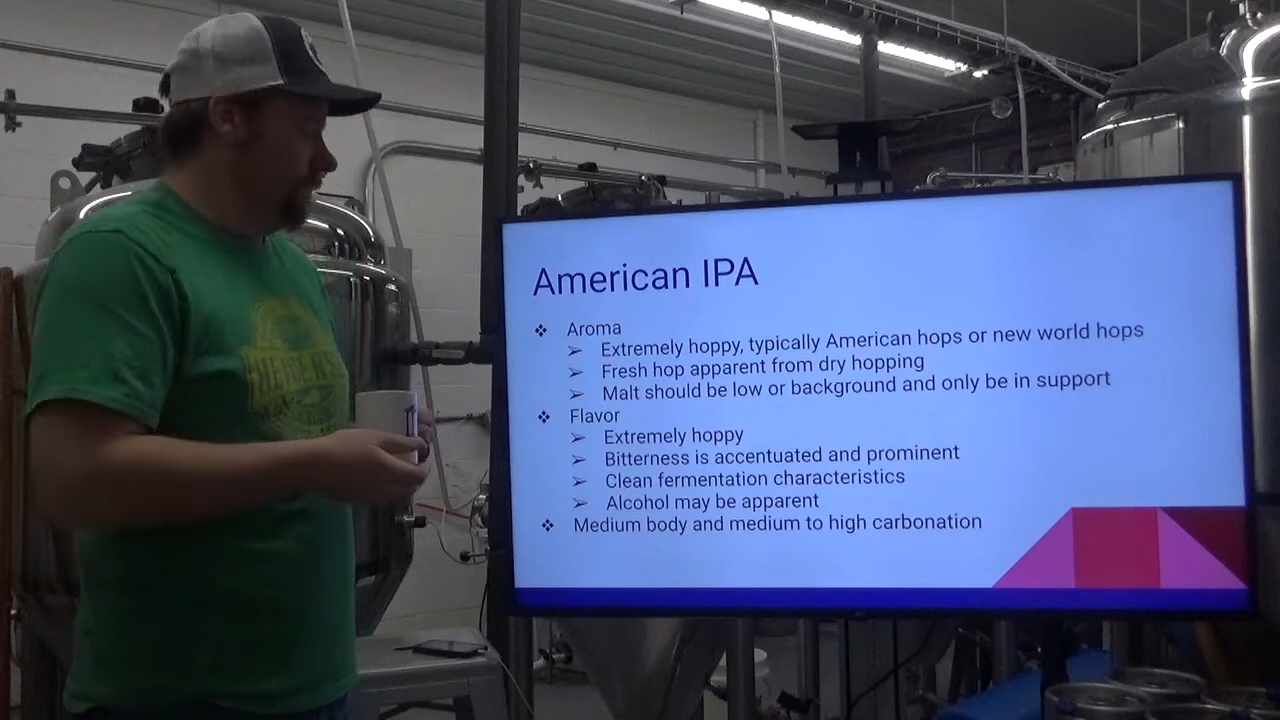 American IPA
❖ Aroma
➢ Extremely hoppy, typically American hops or new world hops
➢ Fresh hop apparent from dry hopping
➢ Malt should be low or background and only be in support
❖ Flavor
➢ Extremely hoppy
➢ Bitterness is accentuated and prominent
➢ Clean fermentation characteristics
➢ Alcohol may be apparent
❖ Medium body and medium to high carbonation